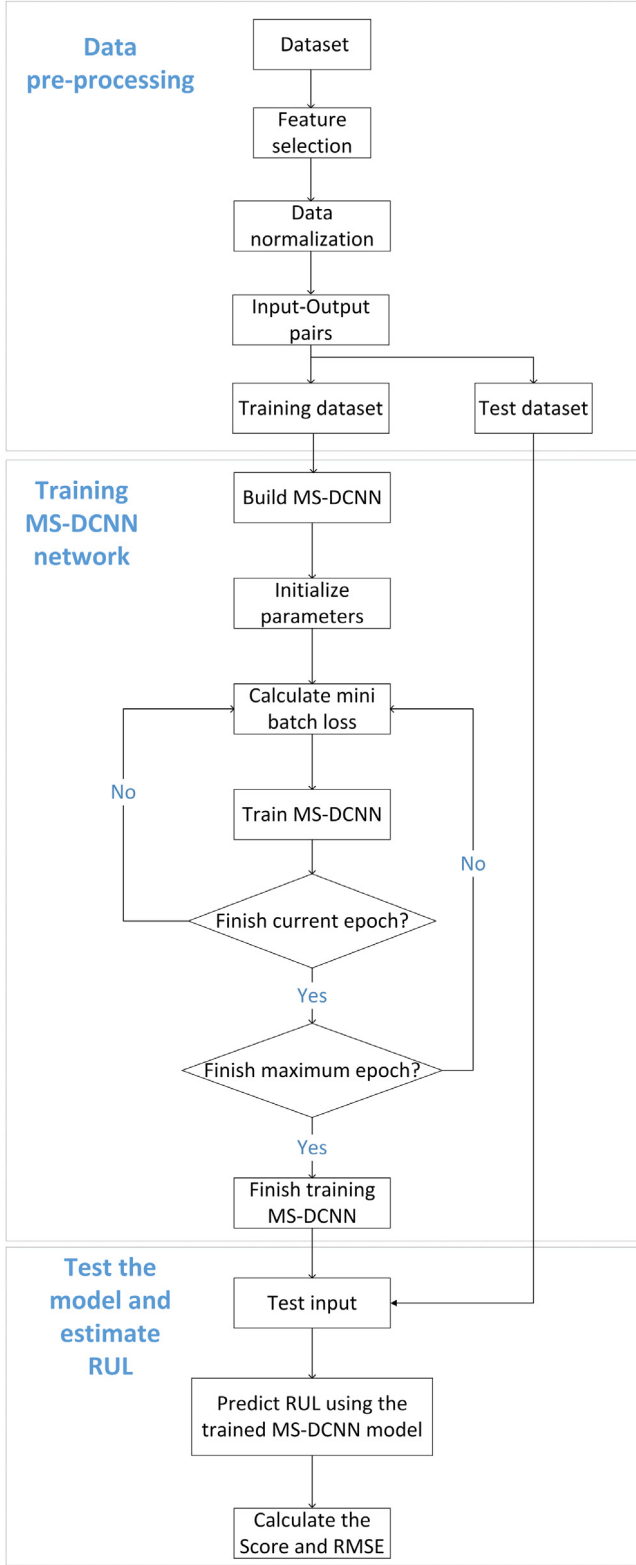 Data
pre-processing
Dataset
Feature
selection
Data
normalization
Input-Output
pairs
Training dataset
Test dataset
Training
MS-DCNN
network
Build MS-DCNN
Initialize
parameters
Calculate mini
batch loss
No
Train MS-DCNN
No
Finish current epoch?
Yes
Finish maximum epoch?
Yes
Finish training
MS-DCNN
Test the
model and
estimate
RUL
Test input
Predict RUL using the
trained MS-DCNN model
Calculate the
Score and RMSE